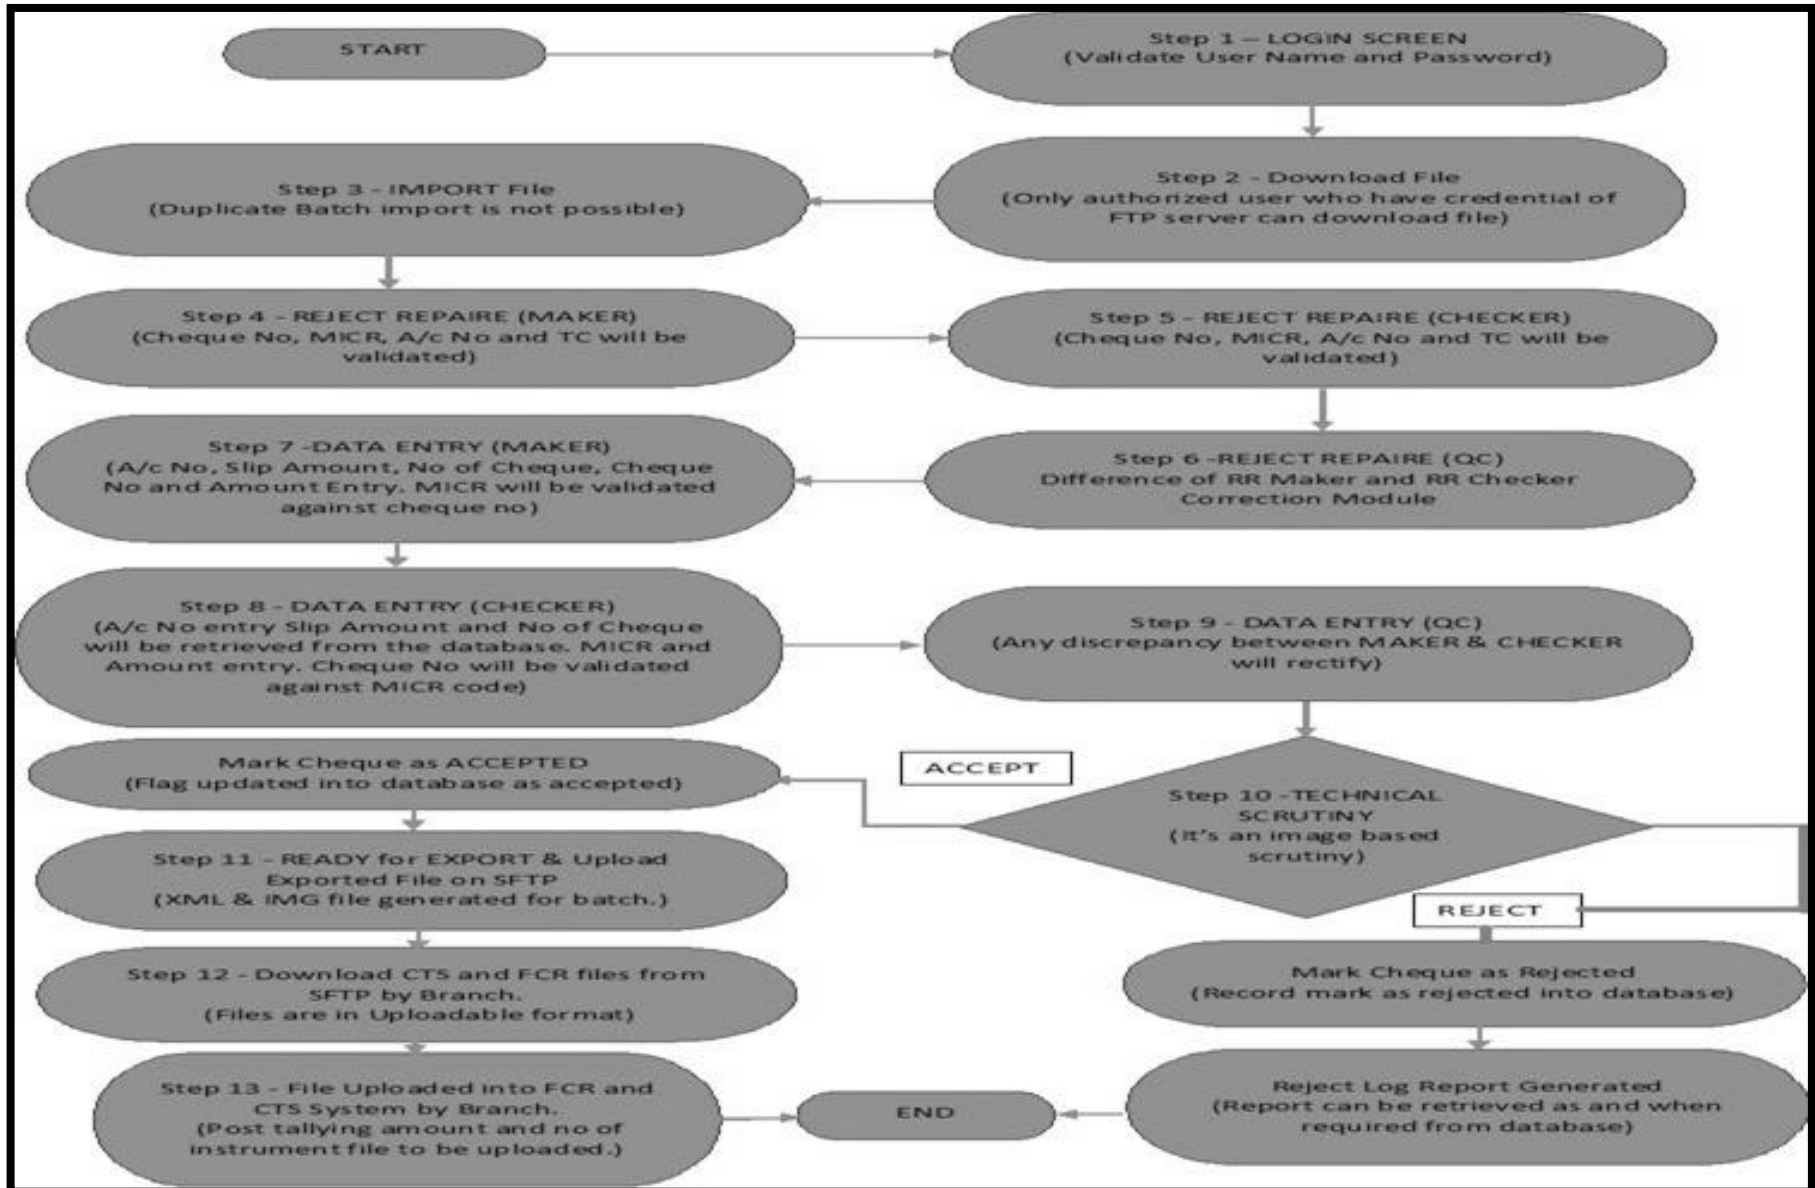 START
Step 1 – LOGIN SCREEN
(Validate User Name and Password)
Step 2 - Download File
(Only authorized user who have credential of
FTP server can download file)
Step 3 - IMPORT File
(Duplicate Batch import is not possible)
Step 4 - REJECT REPAIRE (MAKER)
(Cheque No, MICR, A/c No and TC will be
validated)
Step 5 - REJECT REPAIRE (CHECKER)
(Cheque No, MICR, A/c No and TC will be
validated)
Step 6 -REJECT REPAIRE (QC)
Difference of RR Maker and RR Checker
Correction Module
Step 7 -DATA ENTRY (MAKER)
(A/c No, Slip Amount, No of Cheque, Cheque
No and Amount Entry. MICR will be validated
against cheque no)
Step 8 - DATA ENTRY (CHECKER)
(A/c No entry Slip Amount and No of Cheque
will be retrieved from the database. MICR and
Amount entry. Cheque No will be validated
against MICR code)
Step 9 - DATA ENTRY (QC)
(Any discrepancy between MAKER & CHECKER
will rectify)
Step 10 -TECHNICAL
SCRUTINY
(It's an image based
scrutiny)
ACCEPT
Mark Cheque as ACCEPTED
(Flag updated into database as accepted)
Step 11 - READY for EXPORT & Upload
Exported File on SFTP
(XML & IMG file generated for batch.)
Step 12 - Download CTS and FCR files from
SFTP by Branch.
(Files are in Uploadable format)
Step 13 - File Uploaded into FCR and
CTS System by Branch.
(Post tallying amount and no of
instrument file to be uploaded.)
REJECT
Mark Cheque as Rejected
(Record mark as rejected into database)
Reject Log Report Generated
(Report can be retrieved as and when
required from database)
END